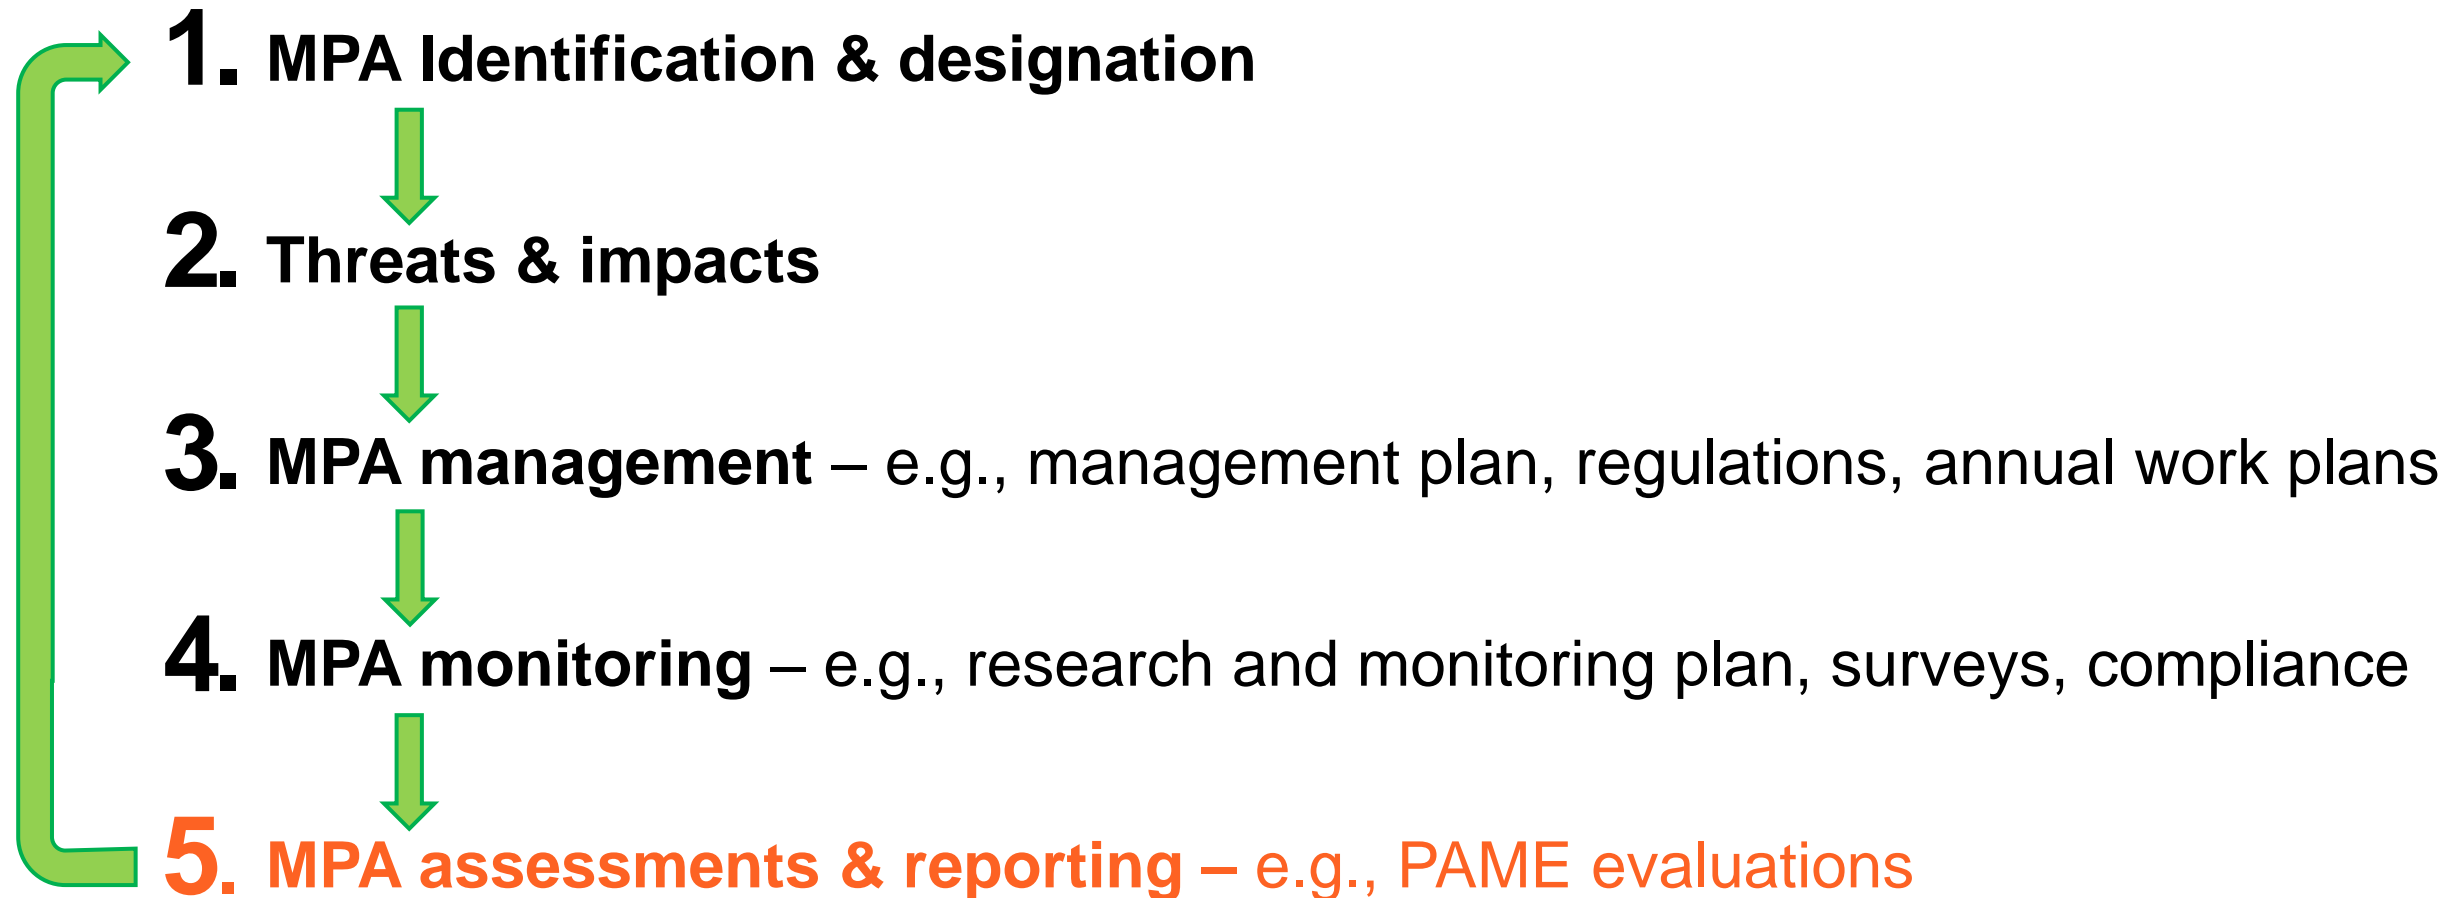 1. MPA Identification & designation
2. Threats & impacts
3. MPA management – e.g., management plan, regulations, annual work plans
4. MPA monitoring – e.g., research and monitoring plan, surveys, compliance
5. MPA assessments & reporting – e.g., PAME evaluations